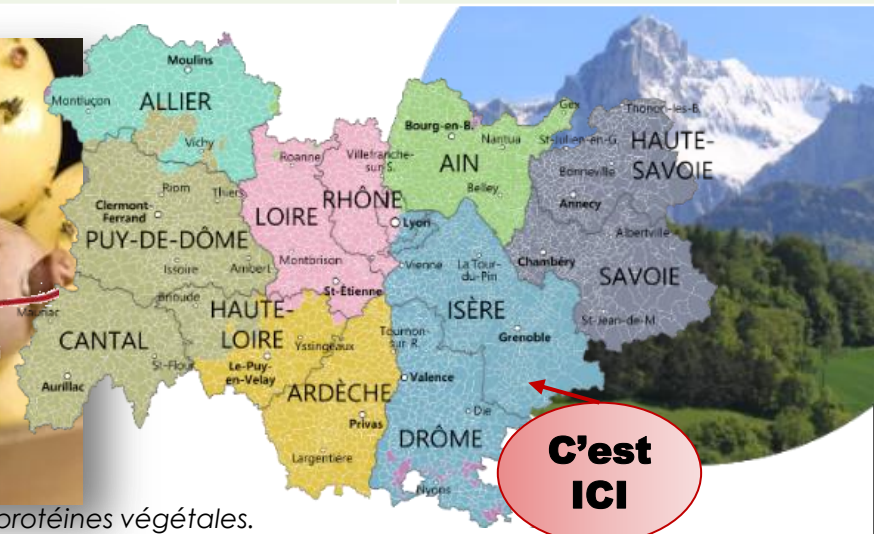 Moulins
Montluçon
ALLIER
Vichy
Bourg-en-B.
Gex
Thonon-les-B.
Nantua
St-Julien-en-G.
HAUTE-
SAVOIE
Roanne
Villefranche-
sur-S.
AIN
Bonneville
Riom
Thiers
Belley
Annecy
Clermont-
Ferrand
LOIRE
RHÔNE
Lyon
PUY-DE-DÔME
Albertville
Issoire
Ambert
Montbrison
Vienne
La Tour-
du-Pin
Chambéry
SAVOIE
St-Étienne
Brioude
Mauriac
HAUTE-
LOIRE
ISÈRE
St-Jean-de-M.
CANTAL
Yssingeaux
Tournon-
sur-R.
Grenoble
St-Flour
Le-Puy-
en-Velay
Aurillac
Valence
ARDÈCHE
Die
Privas
DRÔME
Largentière
Nyons
C'est
ICI
protéines végétales.